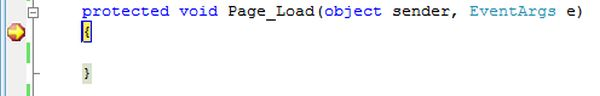 protected void Page_Load(object sender, EventArgs e)
{
}